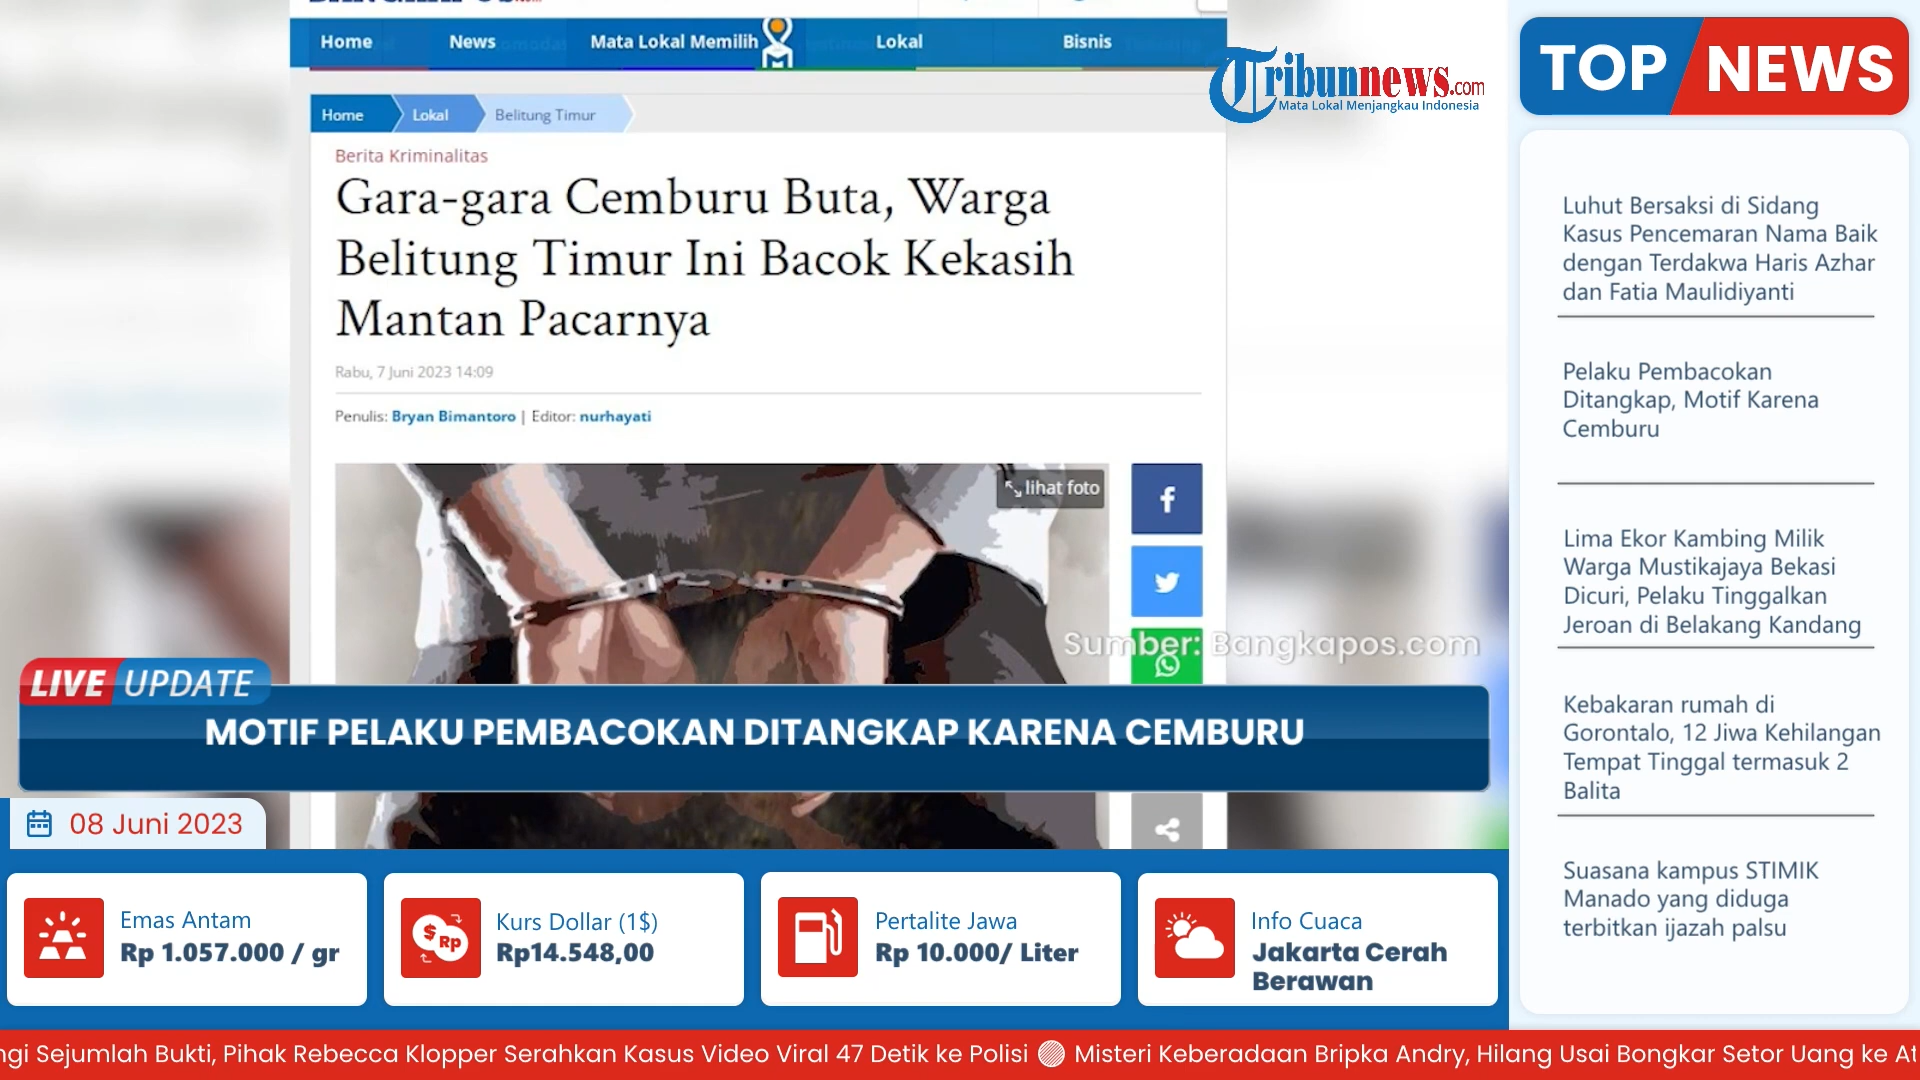 Home
News
Mata Lokal Memilih
Lokal
Bisnis
Tribunnews.com
Mata Lokal Menjangkau Indonesia
Home
Lokal
Belitung Timur
Berita Kriminalitas
Gara-gara Cemburu Buta, Warga
Belitung Timur Ini Bacok Kekasih
Mantan Pacarnya
Rabu, 7 Juni 2023 14:09
Penulis: Bryan Bimantoro | Editor: nurhayati
lihat foto
Sumber: Bangkapos.com
LIVE UPDATE
MOTIF PELAKU PEMBACOKAN DITANGKAP KARENA CEMBURU
08 Juni 2023
Emas Antam
Rp 1.057.000 / gr
Kurs Dollar (1$)
Rp14.548,00
Pertalite Jawa
Rp 10.000/ Liter
Info Cuaca
Jakarta Cerah
Berawan
TOP NEWS
Luhut Bersaksi di Sidang
Kasus Pencemaran Nama Baik
dengan Terdakwa Haris Azhar
dan Fatia Maulidiyanti
Pelaku Pembacokan
Ditangkap, Motif Karena
Cemburu
Lima Ekor Kambing Milik
Warga Mustikajaya Bekasi
Dicuri, Pelaku Tinggalkan
Jeroan di Belakang Kandang
Kebakaran rumah di
Gorontalo, 12 Jiwa Kehilangan
Tempat Tinggal termasuk 2
Balita
Suasana kampus STIMIK
Manado yang diduga
terbitkan ijazah palsu
ngi Sejumlah Bukti, Pihak Rebecca Klopper Serahkan Kasus Video Viral 47 Detik ke Polisi Misteri Keberadaan Bripka Andry, Hilang Usai Bongkar Setor Uang ke At